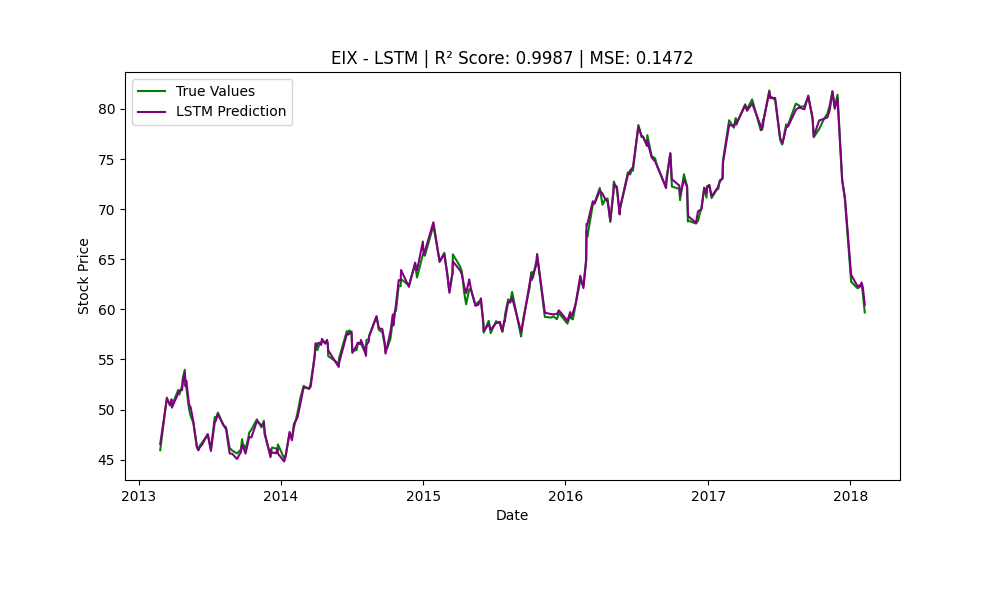 EIX - LSTM | R² Score: 0.9987 | MSE: 0.1472
True Values
LSTM Prediction
Stock Price
80
75
70
65
60
55
50
45
2013 2014 2015 2016 2017 2018
Date